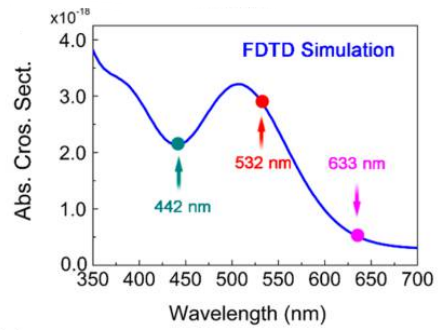 x10⁻¹⁸
4.0
FDTD Simulation
3.0
532 nm
633 nm
2.0
442 nm
1.0
0.0
350 400 450 500 550 600 650 700
Wavelength (nm)
Abs. Cros. Sect.